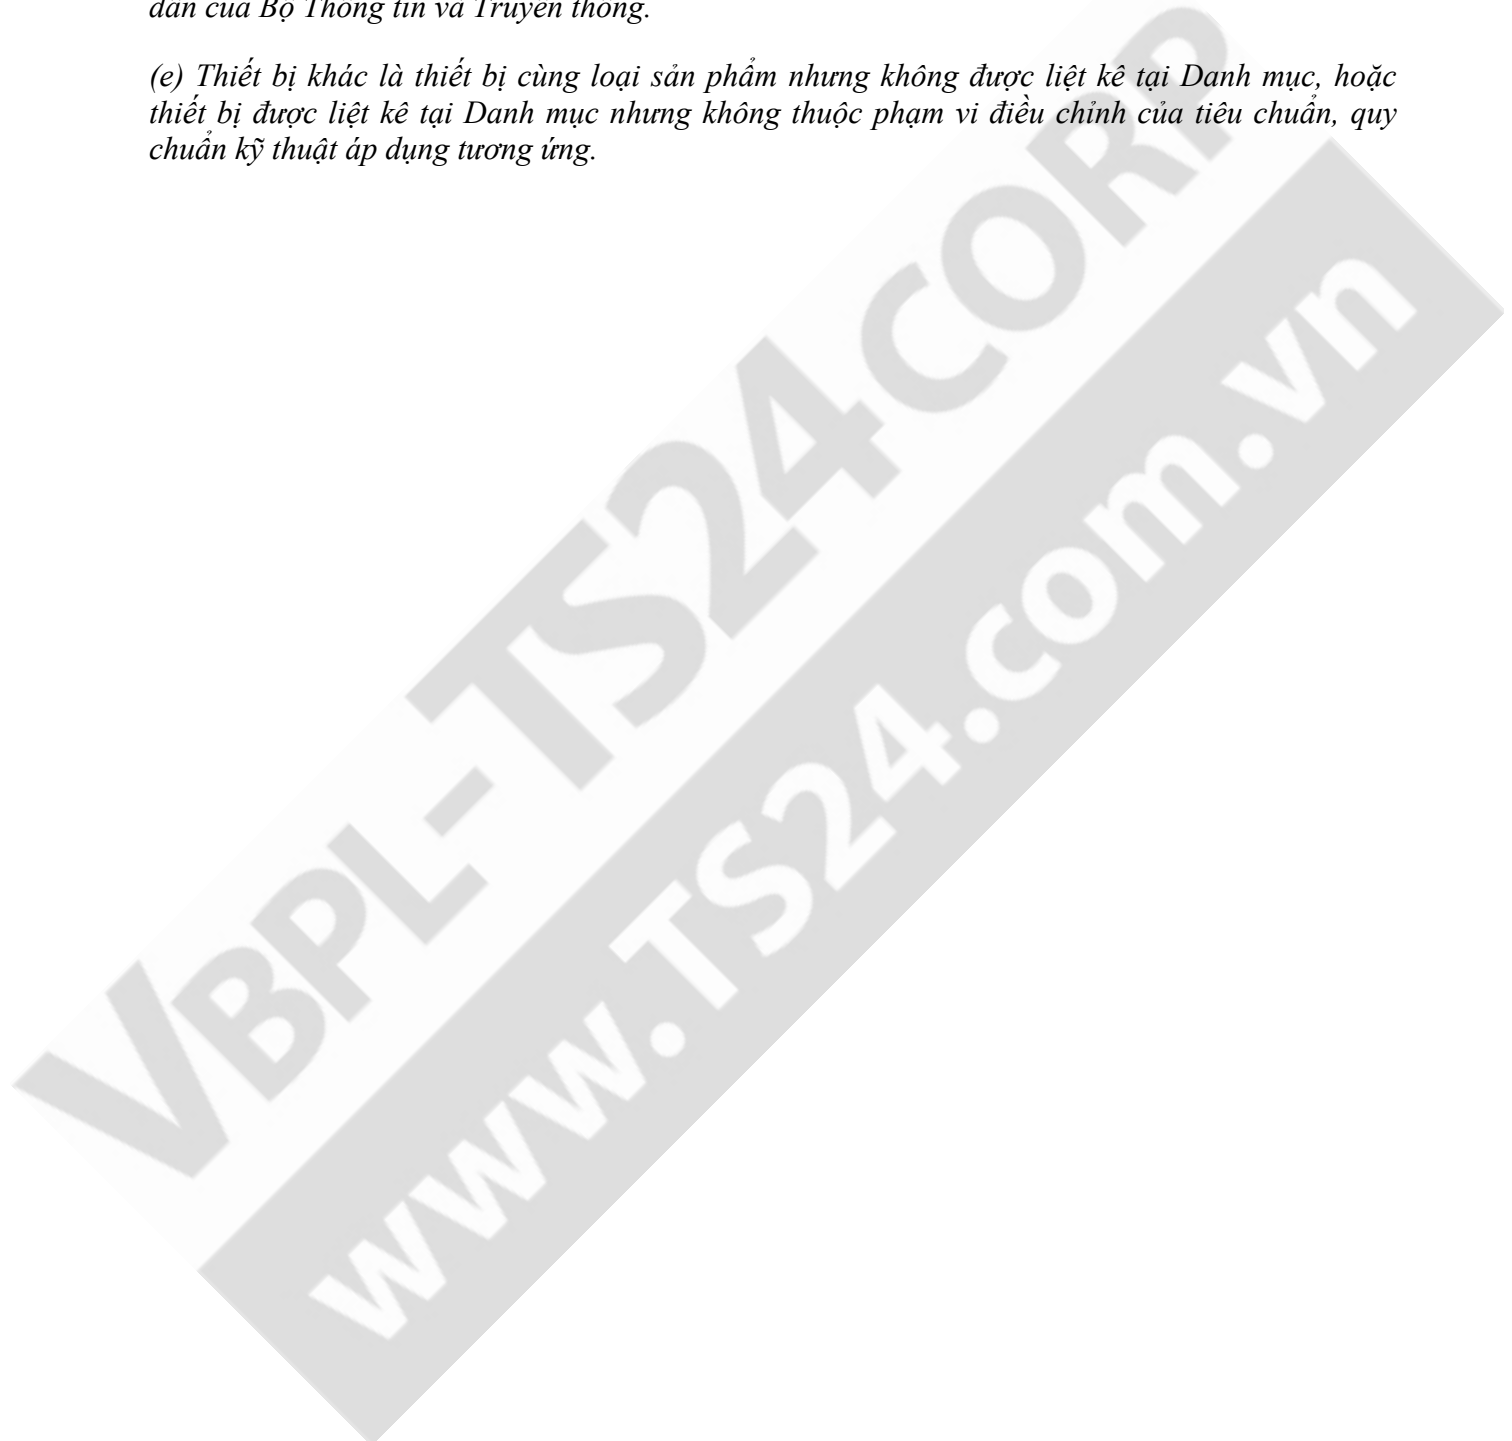 dẫn của Bộ Thông tin và Truyền thông.
(e) Thiết bị khác là thiết bị cùng loại sản phẩm nhưng không được liệt kê tại Danh mục, hoặc
thiết bị được liệt kê tại Danh mục nhưng không thuộc phạm vi điều chỉnh của tiêu chuẩn, quy
chuẩn kỹ thuật áp dụng tương ứng.
VBPL-TS24CORP
www.TS24.com.vn